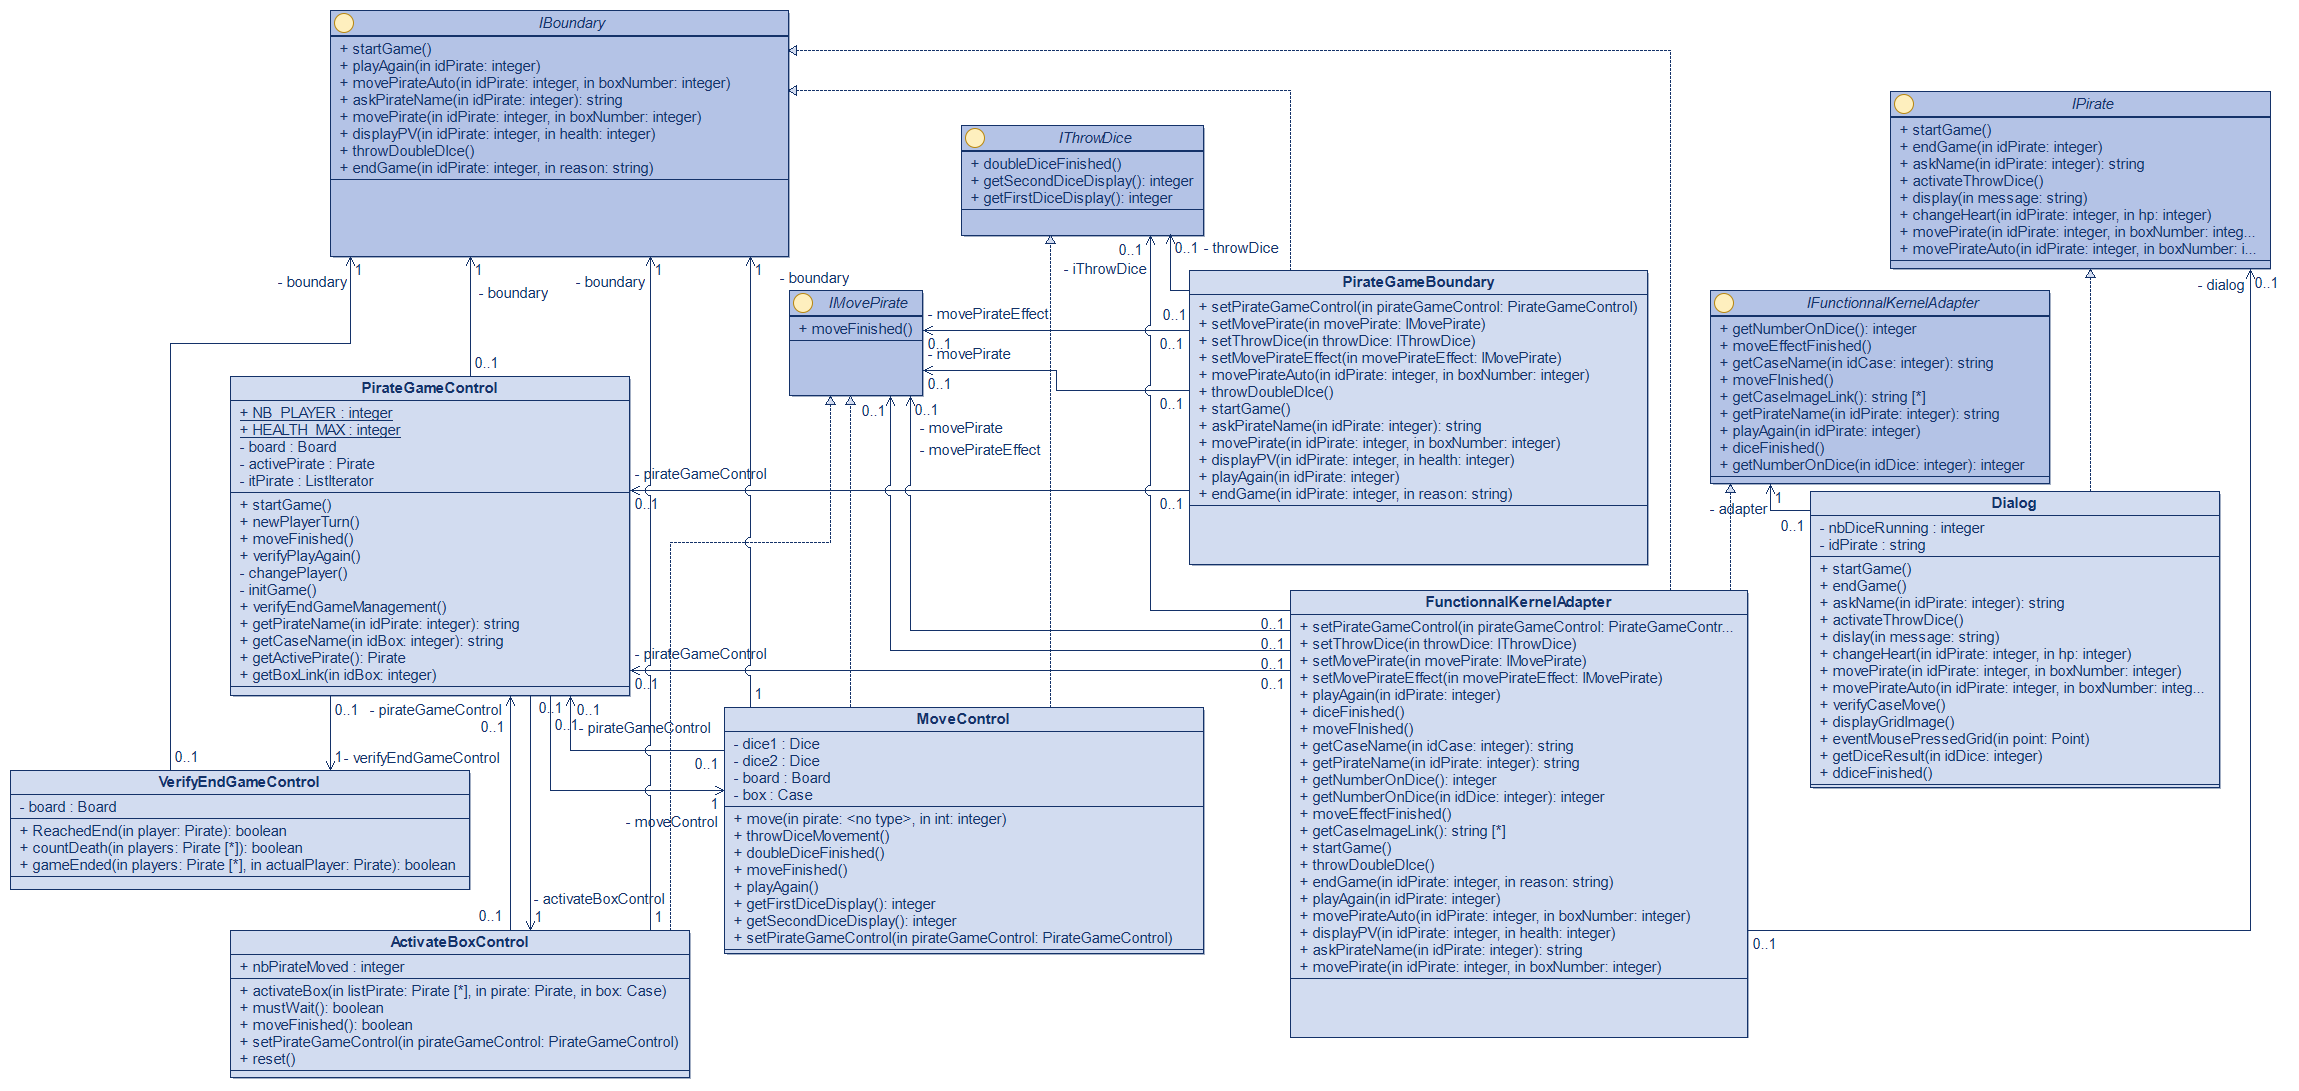 IBoundary
+ startGame()
+ playAgain(in idPirate: integer)
+ movePirateAuto(in idPirate: integer, in boxNumber: integer)
+ askPirateName(in idPirate: integer): string
+ movePirate(in idPirate: integer, in boxNumber: integer)
+ displayPV(in idPirate: integer, in health: integer)
+ throwDoubleDIce()
+ endGame(in idPirate: integer, in reason: string)
IThrowDice
+ doubleDiceFinished()
+ getSecondDiceDisplay(): integer
+ getFirstDiceDisplay(): integer
IPirate
+ startGame()
+ endGame(in idPirate: integer)
+ askName(in idPirate: integer): string
+ activateThrowDice()
+ display(in message: string)
+ changeHeart(in idPirate: integer, in hp: integer)
+ movePirate(in idPirate: integer, in boxNumber: integ...
+ movePirateAuto(in idPirate: integer, in boxNumber: i...
1
- boundary
1
- boundary
1
- boundary
1
- boundary
0..1
- iThrowDice
0..1 - throwDice
- dialog 0..1
IMovePirate
+ moveFinished()
- movePirateEffect
0..1
0..1
0..1
- movePirate
0..1
0..1
PirateGameBoundary
+ setPirateGameControl(in pirateGameControl: PirateGameControl)
+ setMovePirate(in movePirate: IMovePirate)
+ setThrowDice(in throwDice: IThrowDice)
+ setMovePirateEffect(in movePirateEffect: IMovePirate)
+ movePirateAuto(in idPirate: integer, in boxNumber: integer)
+ throwDoubleDIce()
+ startGame()
+ askPirateName(in idPirate: integer): string
+ movePirate(in idPirate: integer, in boxNumber: integer)
+ displayPV(in idPirate: integer, in health: integer)
+ playAgain(in idPirate: integer)
+ endGame(in idPirate: integer, in reason: string)
IFunctionnalKernelAdapter
+ getNumberOnDice(): integer
+ moveEffectFinished()
+ getCaseName(in idCase: integer): string
+ moveFInished()
+ getCaseImageLink(): string [*]
+ getPirateName(in idPirate: integer): string
+ playAgain(in idPirate: integer)
+ diceFinished()
+ getNumberOnDice(in idDice: integer): integer
0..1
PirateGameControl
+ NB_PLAYER : integer
+ HEALTH_MAX : integer
- board : Board
- activePirate : Pirate
- itPirate : ListIterator
+ startGame()
+ newPlayerTurn()
+ moveFinished()
+ verifyPlayAgain()
- changePlayer()
- initGame()
+ verifyEndGameManagement()
+ getPirateName(in idPirate: integer): string
+ getCaseName(in idBox: integer): string
+ getActivePirate(): Pirate
+ getBoxLink(in idBox: integer)
0..1
0..1
- movePirate
- movePirateEffect
- pirateGameControl
0..1
0..1
- pirateGameControl
0..1
0..1
0..1
0..1
0..1
- adapter
1
0..1
Dialog
- nbDiceRunning : integer
- idPirate : string
+ startGame()
+ endGame()
+ askName(in idPirate: integer): string
+ activateThrowDice()
+ dislay(in message: string)
+ changeHeart(in idPirate: integer, in hp: integer)
+ movePirate(in idPirate: integer, in boxNumber: integer)
+ movePirateAuto(in idPirate: integer, in boxNumber: integ...
+ verifyCaseMove()
+ displayGridImage()
+ eventMousePressedGrid(in point: Point)
+ getDiceResult(in idDice: integer)
+ ddiceFinished()
FunctionnalKernelAdapter
+ setPirateGameControl(in pirateGameControl: PirateGameContr...
+ setThrowDice(in throwDice: IThrowDice)
+ setMovePirate(in movePirate: IMovePirate)
+ setMovePirateEffect(in movePirateEffect: IMovePirate)
+ playAgain(in idPirate: integer)
+ diceFinished()
+ moveFInished()
+ getCaseName(in idCase: integer): string
+ getPirateName(in idPirate: integer): string
+ getNumberOnDice(): integer
+ getNumberOnDice(in idDice: integer): integer
+ moveEffectFinished()
+ getCaseImageLink(): string [*]
+ startGame()
+ throwDoubleDIce()
+ endGame(in idPirate: integer, in reason: string)
+ playAgain(in idPirate: integer)
+ movePirateAuto(in idPirate: integer, in boxNumber: integer)
+ displayPV(in idPirate: integer, in health: integer)
+ askPirateName(in idPirate: integer): string
+ movePirate(in idPirate: integer, in boxNumber: integer)
0..1
0..1
- pirateGameControl
0..1
0..1
0..1
0..1
- pirateGameControl
0..1
1
0..1
1 - verifyEndGameControl
1
- moveControl
VerifyEndGameControl
- board : Board
+ ReachedEnd(in player: Pirate): boolean
+ countDeath(in players: Pirate [*]): boolean
+ gameEnded(in players: Pirate [*], in actualPlayer: Pirate): boolean
MoveControl
- dice1 : Dice
- dice2 : Dice
- board : Board
- box : Case
+ move(in pirate: <no type>, in int: integer)
+ throwDiceMovement()
+ doubleDiceFinished()
+ moveFinished()
+ playAgain()
+ getFirstDiceDisplay(): integer
+ getSecondDiceDisplay(): integer
+ setPirateGameControl(in pirateGameControl: PirateGameControl)
- activateBoxControl
0..1
1
1
ActivateBoxControl
+ nbPirateMoved : integer
+ activateBox(in listPirate: Pirate [*], in pirate: Pirate, in box: Case)
+ mustWait(): boolean
+ moveFinished(): boolean
+ setPirateGameControl(in pirateGameControl: PirateGameControl)
+ reset()